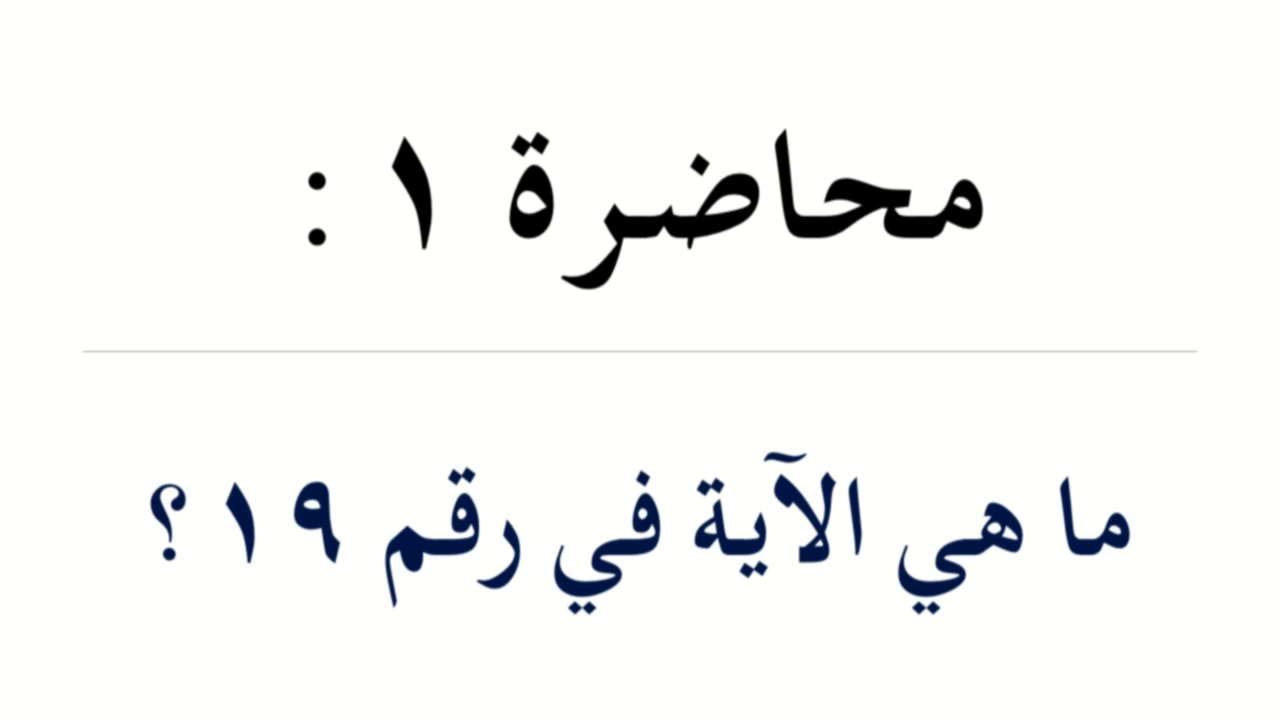 محاضرة ١ :
ما هي الآية في رقم ١٩ ؟